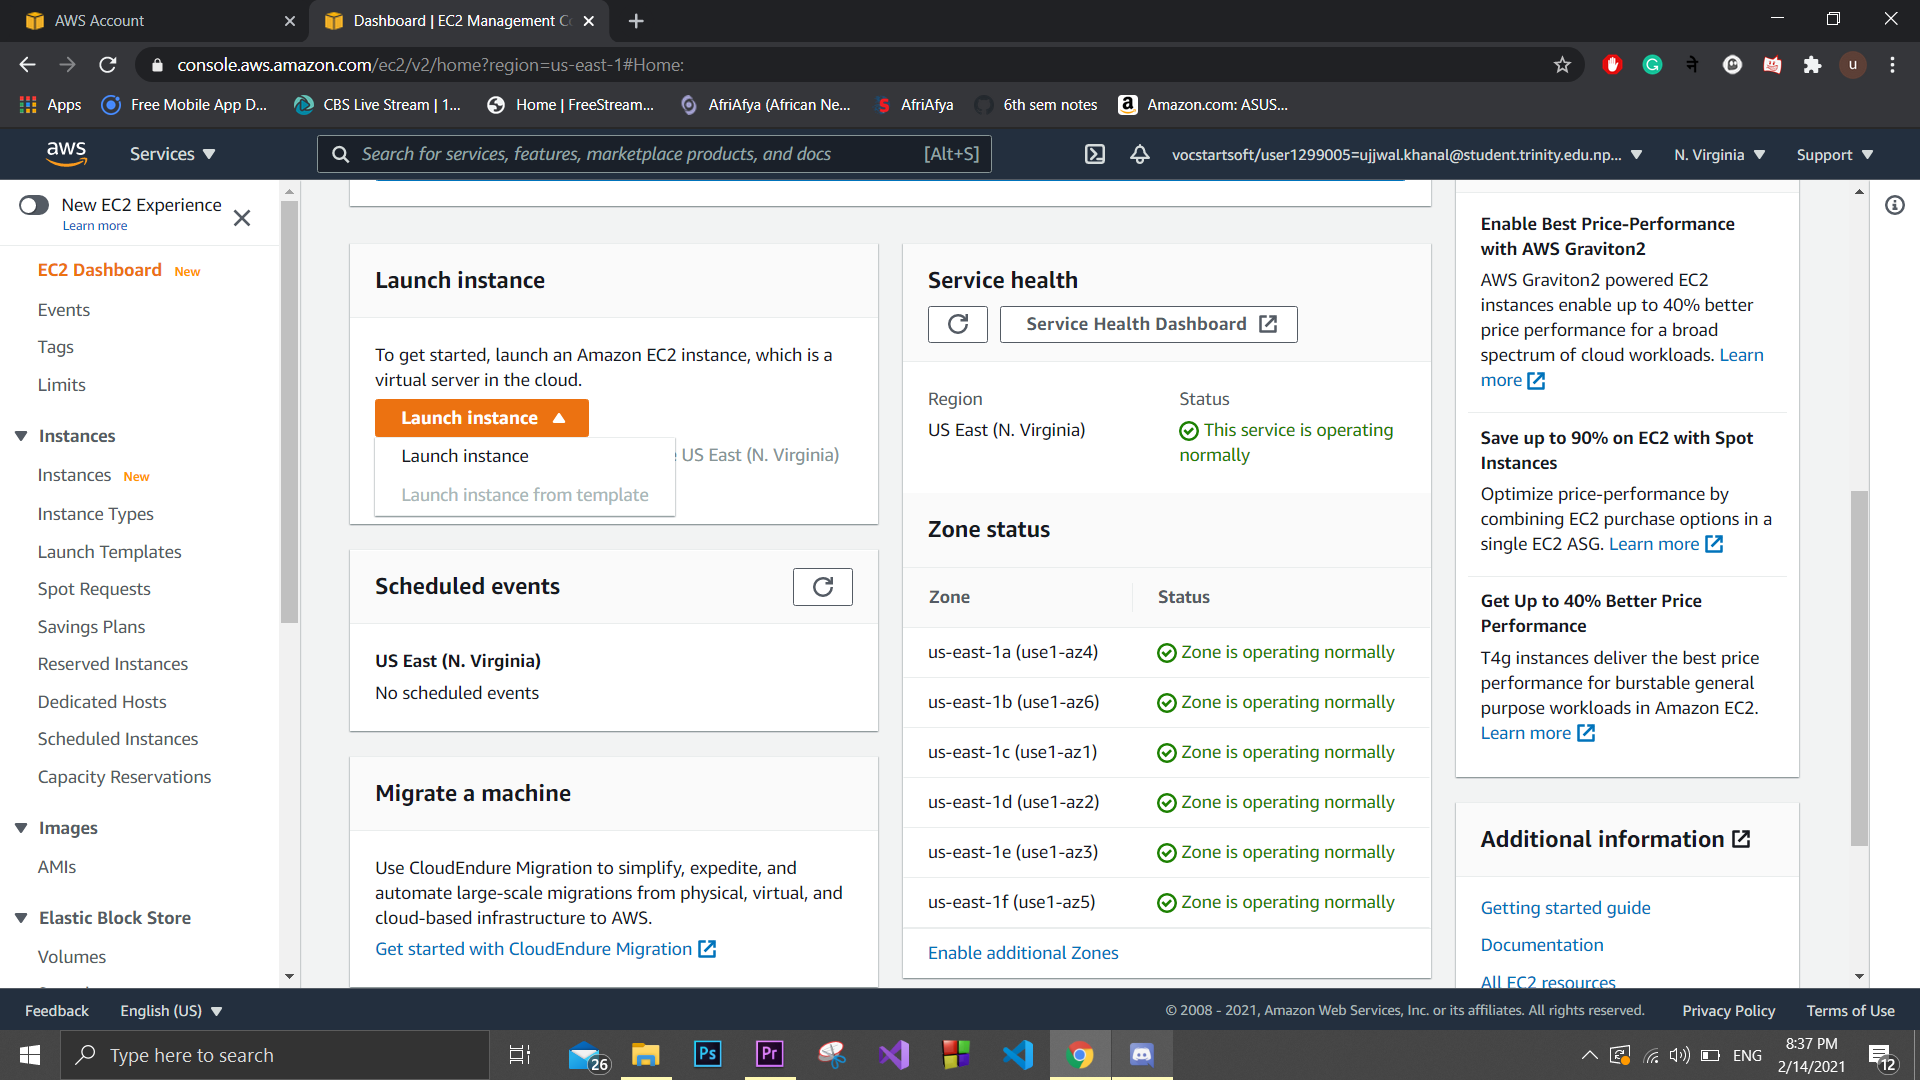 AWS Account
Dashboard | EC2 Management Co
console.aws.amazon.com/ec2/v2/home?region=us-east-1#Home:
u
Apps
Free Mobile App D...
CBS Live Stream | 1...
Home | FreeStream...
AfriAfya (African Ne...
AfriAfya
6th sem notes
Amazon.com: ASUS...
aws
Services
Search for services, features, marketplace products, and docs
[Alt+S]
vocstartsoft/user1299005=ujjwal.khanal@student.trinity.edu.np...
N. Virginia
Support
New EC2 Experience
Learn more
EC2 Dashboard New
Events
Tags
Limits
Instances
Instances New
Instance Types
Launch Templates
Spot Requests
Savings Plans
Reserved Instances
Dedicated Hosts
Scheduled Instances
Capacity Reservations
Images
AMIs
Elastic Block Store
Volumes
Launch instance
To get started, launch an Amazon EC2 instance, which is a
virtual server in the cloud.
Launch instance
Launch instance
US East (N. Virginia)
Launch instance from template
Scheduled events
US East (N. Virginia)
No scheduled events
Migrate a machine
Use CloudEndure Migration to simplify, expedite, and
automate large-scale migrations from physical, virtual, and
cloud-based infrastructure to AWS.
Get started with CloudEndure Migration
Service health
Service Health Dashboard
Region
Status
US East (N. Virginia)
This service is operating
normally
Zone status
Zone
Status
us-east-1a (use1-az4)
Zone is operating normally
us-east-1b (use1-az6)
Zone is operating normally
us-east-1c (use1-az1)
Zone is operating normally
us-east-1d (use1-az2)
Zone is operating normally
us-east-1e (use1-az3)
Zone is operating normally
us-east-1f (use1-az5)
Zone is operating normally
Enable additional Zones
Enable Best Price-Performance
with AWS Graviton2
AWS Graviton2 powered EC2
instances enable up to 40% better
price performance for a broad
spectrum of cloud workloads. Learn
more
Save up to 90% on EC2 with Spot
Instances
Optimize price-performance by
combining EC2 purchase options in a
single EC2 ASG. Learn more
Get Up to 40% Better Price
Performance
T4g instances deliver the best price
performance for burstable general
purpose workloads in Amazon EC2.
Learn more
Additional information
Getting started guide
Documentation
All EC2 resources
Feedback
English (US)
© 2008 - 2021, Amazon Web Services, Inc. or its affiliates. All rights reserved.
Privacy Policy
Terms of Use
Type here to search
26
Ps
Pr
ENG
8:37 PM
2/14/2021
12